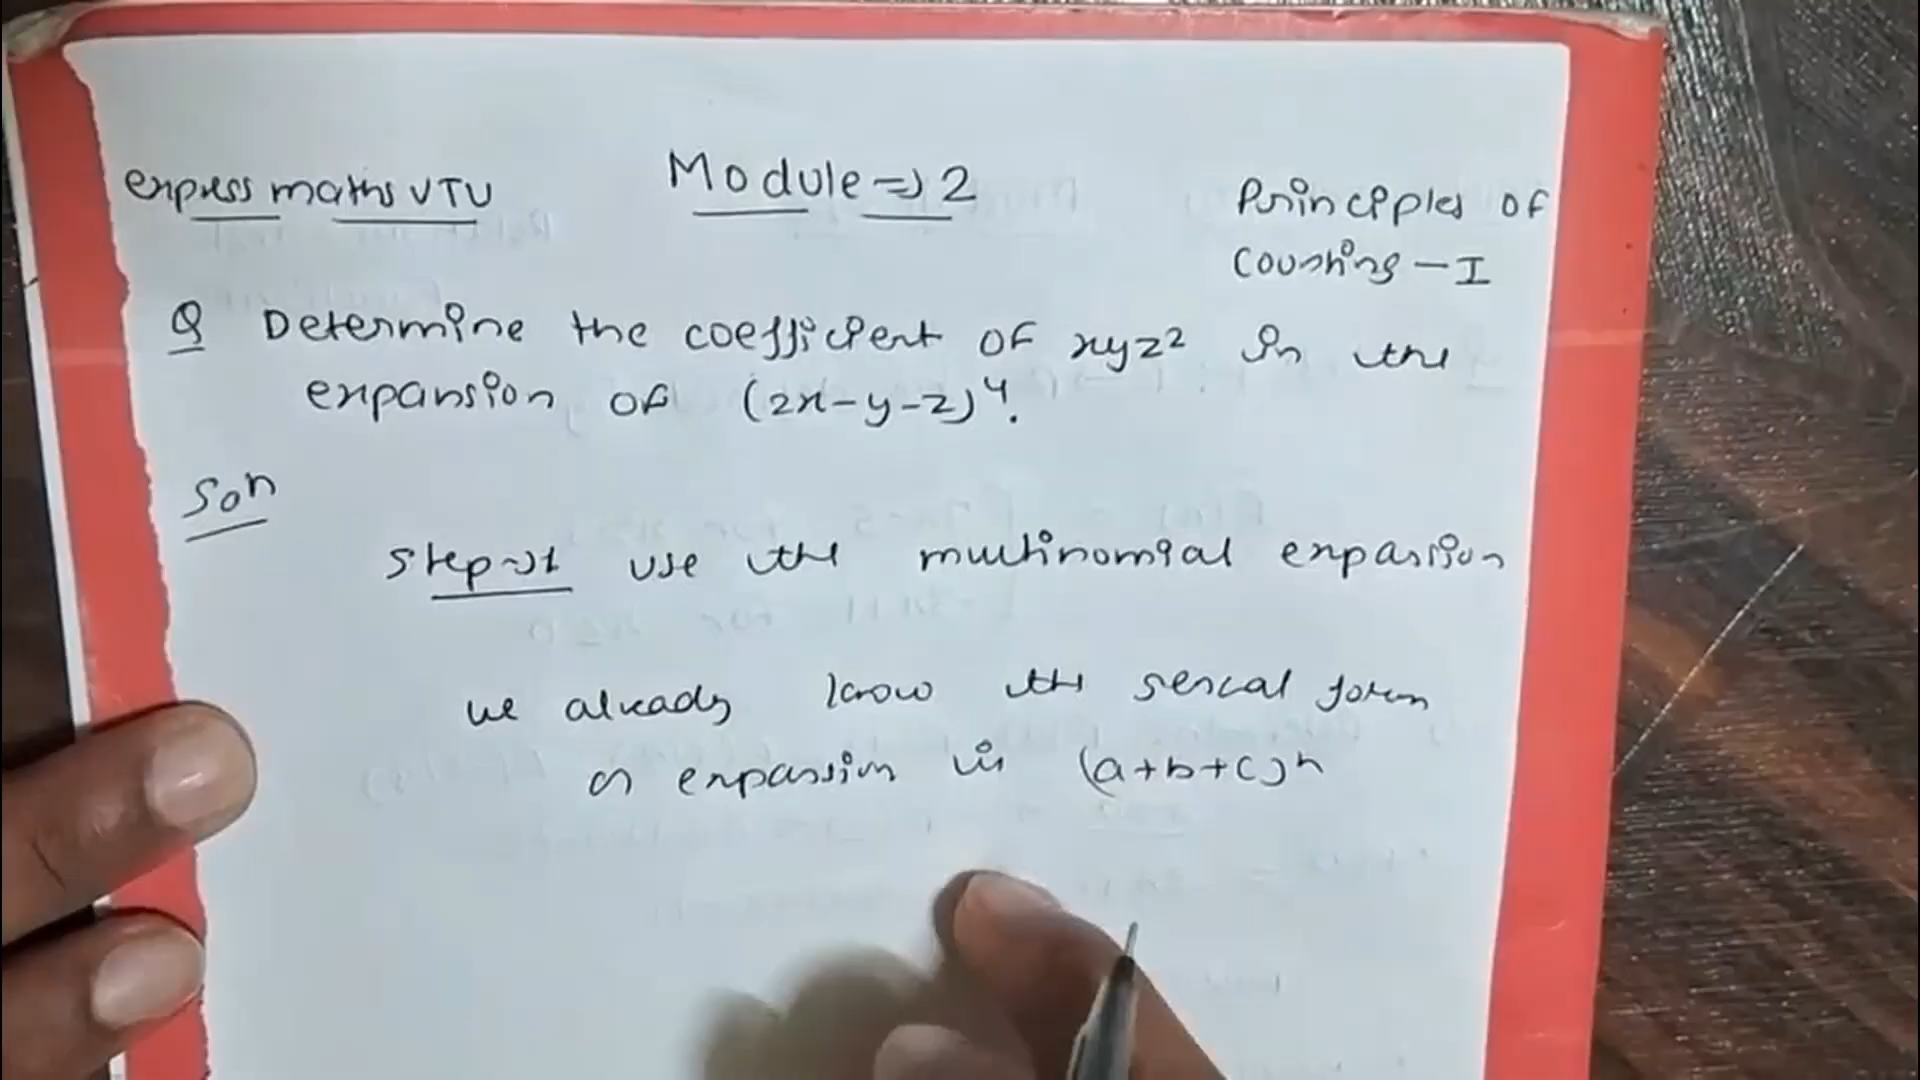 express maths VTU
Module => 2
Principles of
Counting - I
Q Determine the coefficient of xyz² in the
expansion of (2x-y-z)⁴.
Soⁿ
Step-1 use the multinomial expansion
we already know the general form
of expansion is (a+b+c)ⁿ